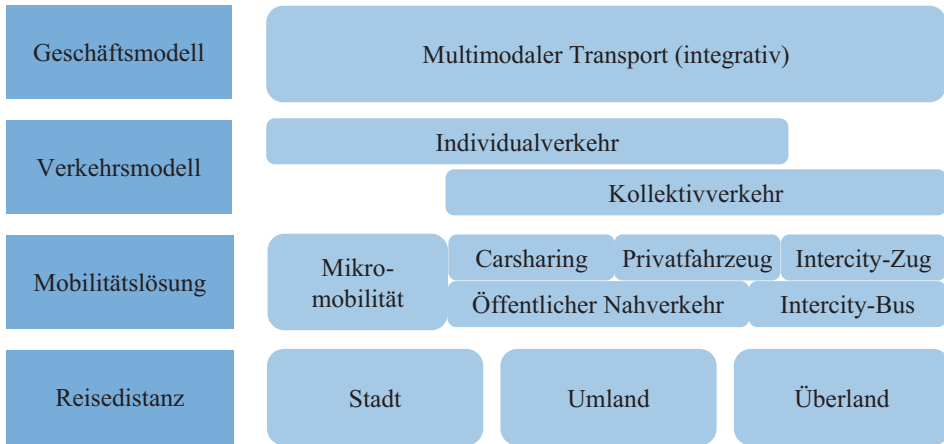 Geschäftsmodell
Multimodaler Transport (integrativ)
Verkehrsmodell
Individualverkehr
Kollektivverkehr
Mobilitätslösung
Mikro-
mobilität
Carsharing
Privatfahrzeug
Intercity-Zug
Öffentlicher Nahverkehr
Intercity-Bus
Reisedistanz
Stadt
Umland
Überland